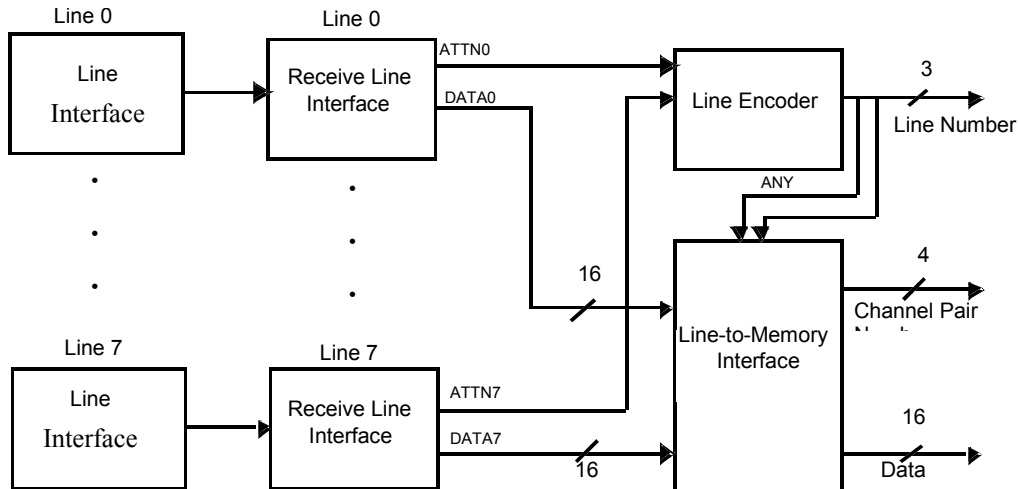 Line 0
Line
Interface
Line 0
Receive Line
Interface
ATTN0
DATA0
Line Encoder
3
Line Number
ANY
16
4
Channel Pair
Line-to-Memory
Interface
Line 7
Line
Interface
Line 7
Receive Line
Interface
ATTN7
DATA7
16
16
Data